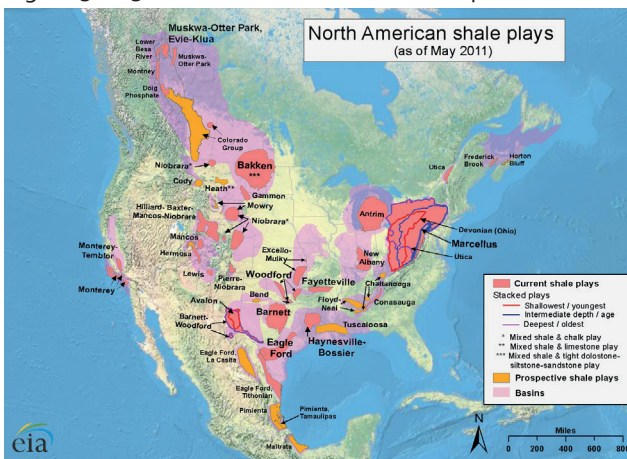 North American shale plays
(as of May 2011)
Muskwa-Otter Park,
Evie-Klua
Lower
Besa
River
Muskwa-
Otter Park
Montney
Doig
Phosphate
Colorado
Group
Niobrara*
Bakken
***
Cody
Heath**
Gammon
Mowry
Hilliard- Baxter-
Mancos-Niobrara
Niobrara*
Mancos
Hermosa
Lewis
Pierre-
Niobrara
Monterey-
Temblor
Monterey
Excello-
Mulky
Woodford
Fayetteville
Bend
Avalon
Barnett-
Woodford
Barnett
Eagle
Ford
Haynesville-
Bossier
Floyd-
Neal
Tuscaloosa
Chattanooga
Conasauga
New
Albany
Antrim
Devonian (Ohio)
Marcellus
Utica
Utica
Frederick
Brook
Horton
Bluff
Eagle Ford,
La Casita
Eagle Ford,
Tithonian
Pimienta
Pimienta,
Tamaulipas
Maltrata
Current shale plays
Stacked plays
Shallowest / youngest
Intermediate depth / age
Deepest / oldest
* Mixed shale & chalk play
** Mixed shale & limestone play
*** Mixed shale & tight dolostone-
siltstone-sandstone play
Prospective shale plays
Basins
N
Miles
0 200 400 600 800
eia